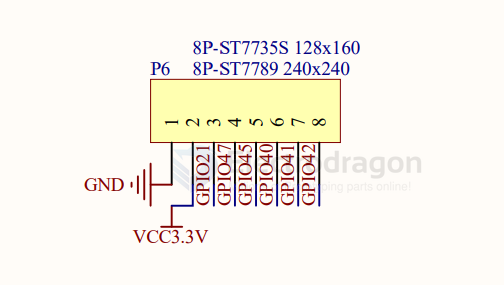 8P-ST7735S 128x160
P6 8P-ST7789 240x240
1 2 3 4 5 6 7 8
GPIO21 GPIO47 GPIO45 GPIO40 GPIO41 GPIO42
dragon
ping parts online!
GND
VCC3.3V